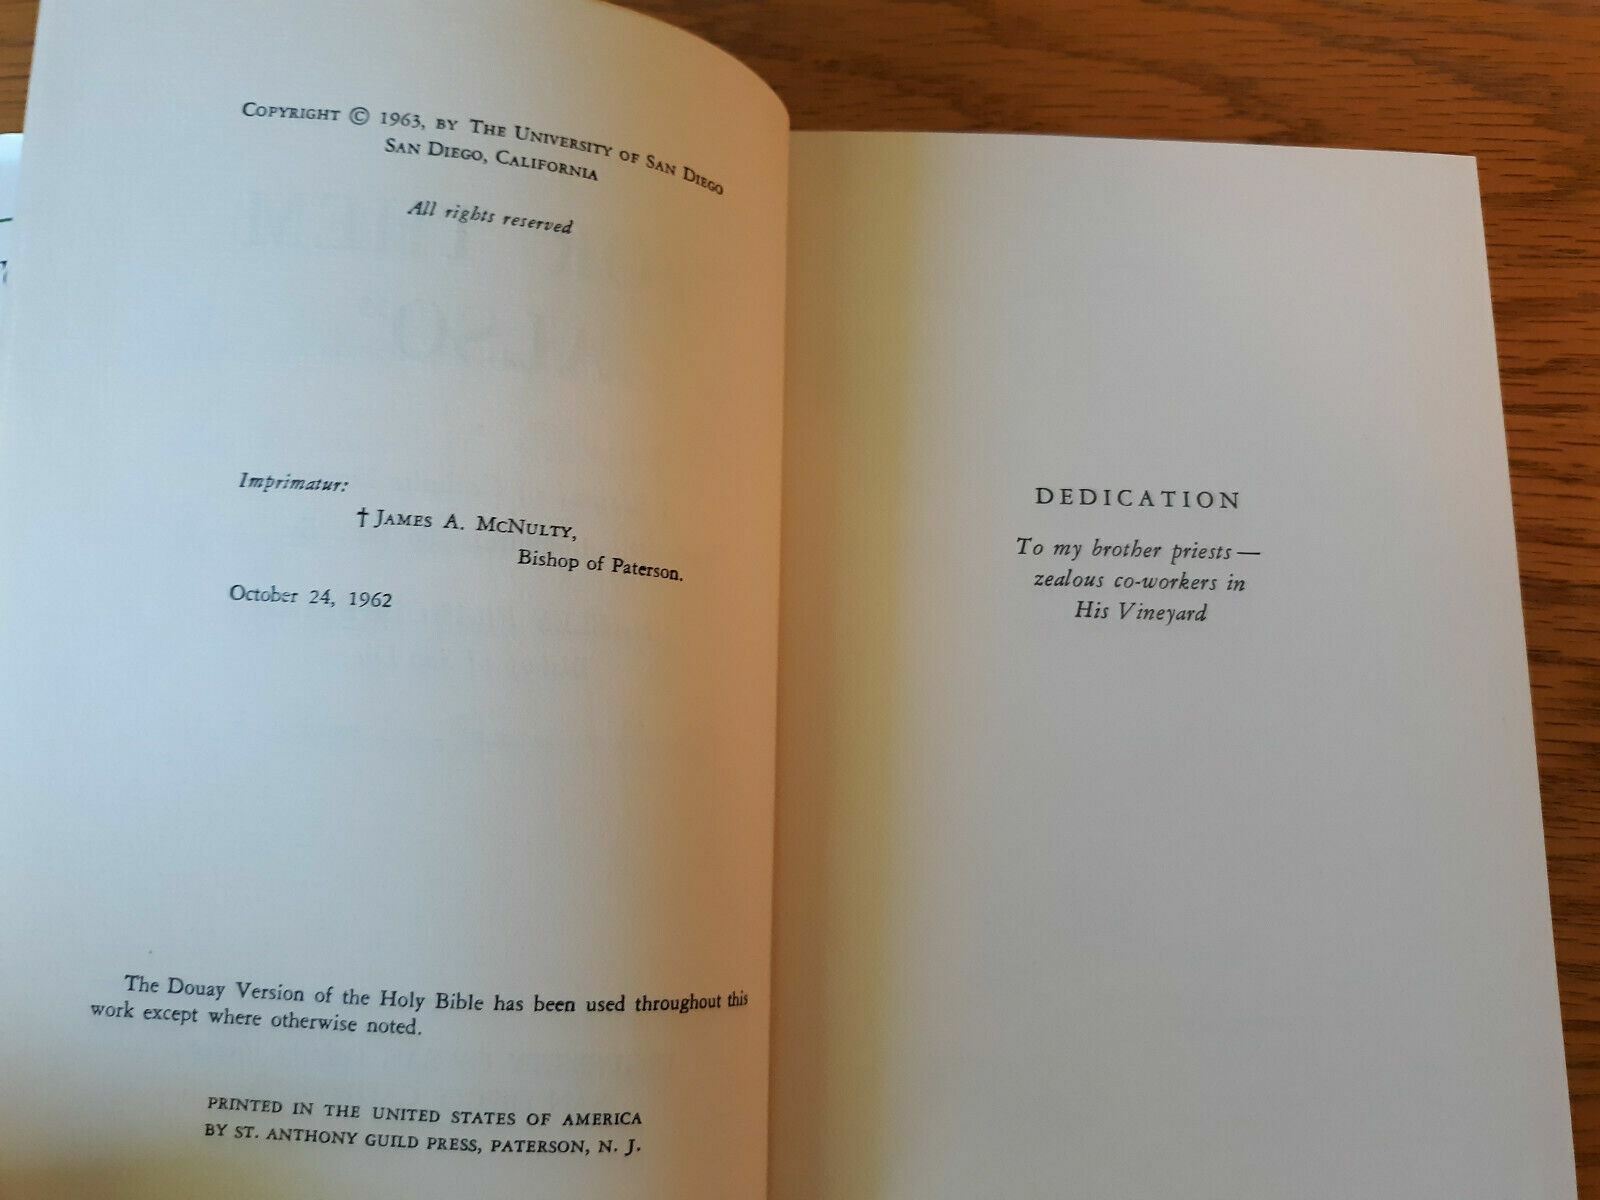 COPYRIGHT © 1963, BY THE UNIVERSITY OF SAN DIEGO
SAN DIEGO, CALIFORNIA
All rights reserved
Imprimatur:
† JAMES A. MCNULTY,
Bishop of Paterson.
October 24, 1962
The Douay Version of the Holy Bible has been used throughout this
work except where otherwise noted.
PRINTED IN THE UNITED STATES OF AMERICA
BY ST. ANTHONY GUILD PRESS, PATERSON, N. J.
DEDICATION
To my brother priests —
zealous co-workers in
His Vineyard